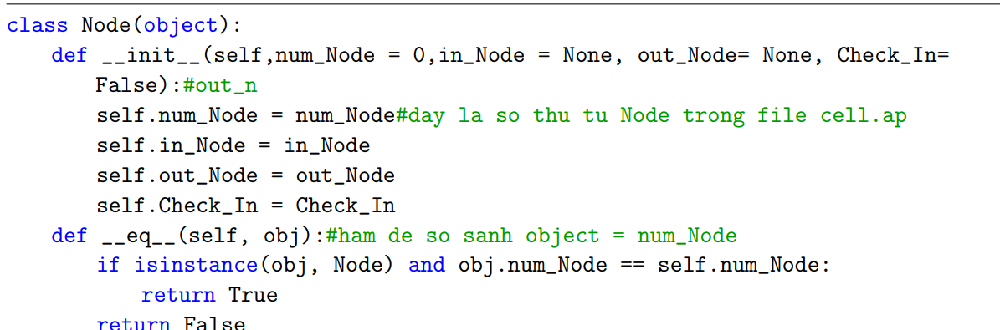 class Node(object):
def __init__(self,num_Node = 0,in_Node = None, out_Node= None, Check_In=
False):#out_n
self.num_Node = num_Node#day la so thu tu Node trong file cell.ap
self.in_Node = in_Node
self.out_Node = out_Node
self.Check_In = Check_In
def __eq__(self, obj):#ham de so sanh object = num_Node
if isinstance(obj, Node) and obj.num_Node == self.num_Node:
return True
return False